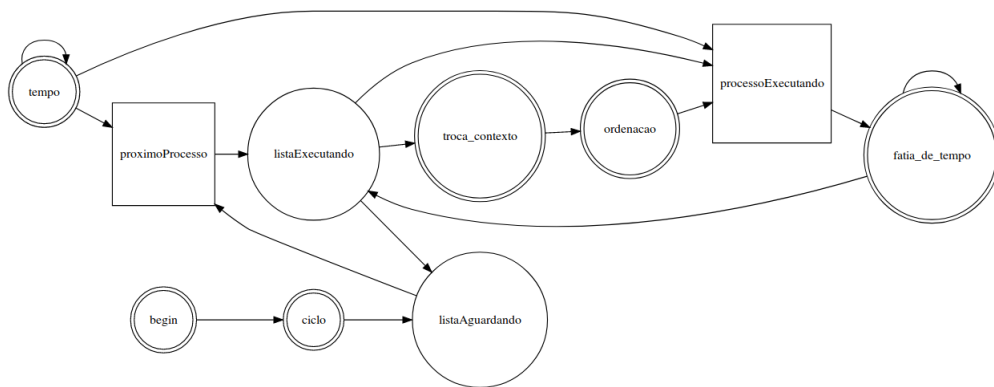 tempo
proximoProcesso
listaExecutando
troca_contexto
ordenacao
processoExecutando
fatia_de_tempo
begin
ciclo
listaAguardando